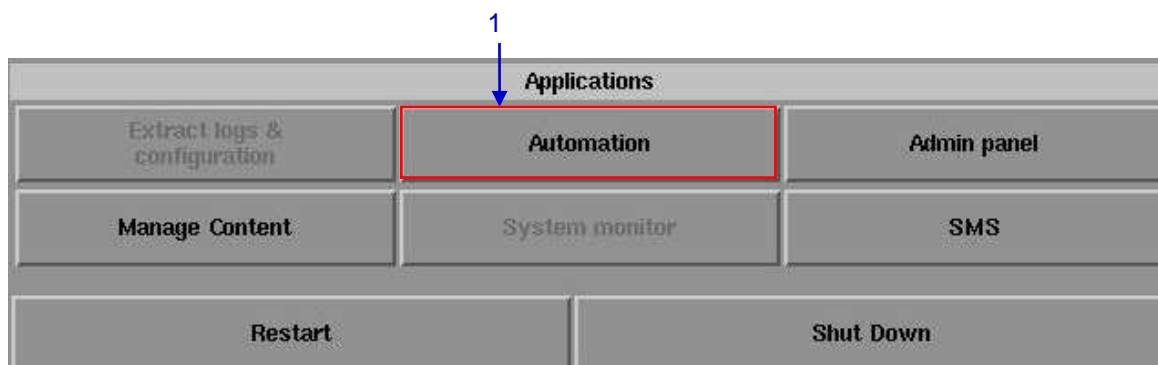 1
Applications
Extract logs &
configuration
Automation
Admin panel
Manage Content
System monitor
SMS
Restart
Shut Down